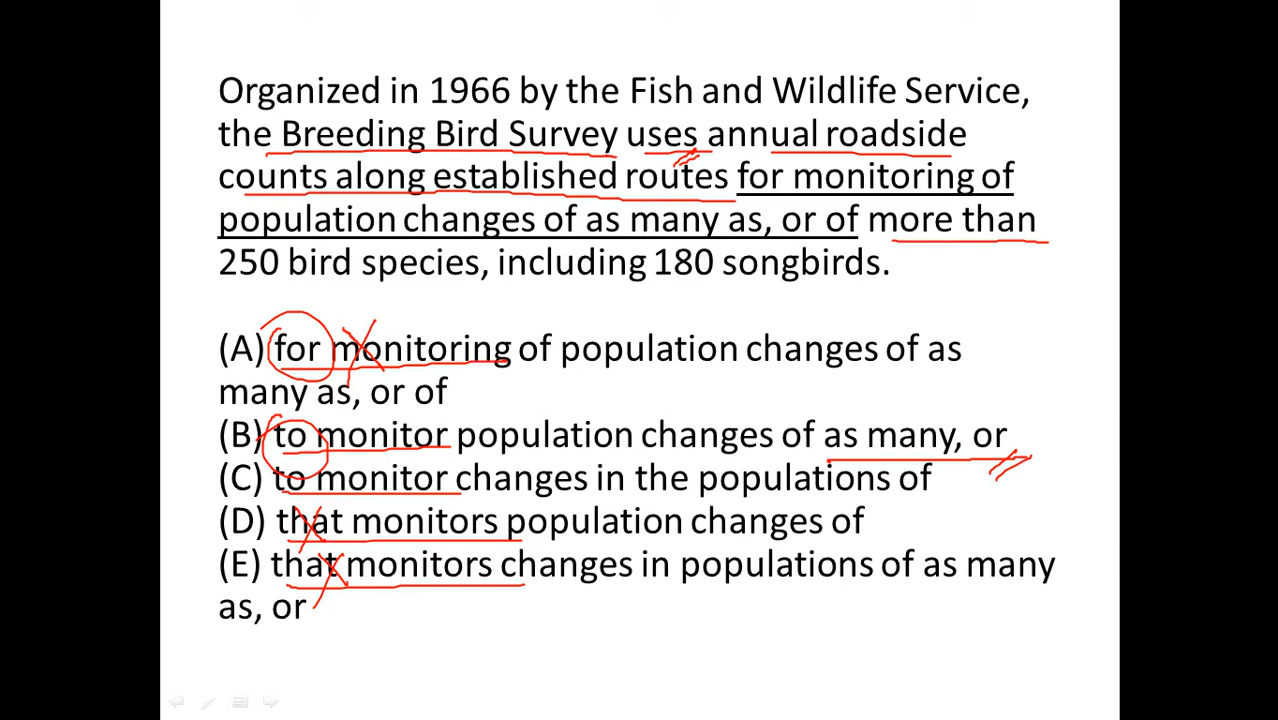 Organized in 1966 by the Fish and Wildlife Service,
the Breeding Bird Survey uses annual roadside
counts along established routes for monitoring of
population changes of as many as, or of more than
250 bird species, including 180 songbirds.
(A) for monitoring of population changes of as
many as, or of
(B) to monitor population changes of as many, or
(C) to monitor changes in the populations of
(D) that monitors population changes of
(E) that monitors changes in populations of as many
as, or